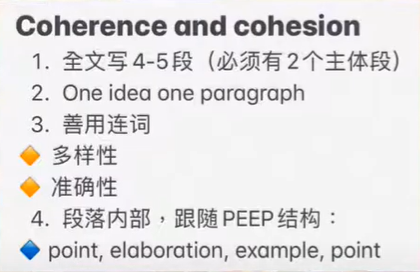 Coherence and cohesion
1. 全文写4-5段（必须有2个主体段）
2. One idea one paragraph
3. 善用连词
🔶 多样性
🔶 准确性
4. 段落内部，跟随PEEP结构：
🔷 point, elaboration, example, point